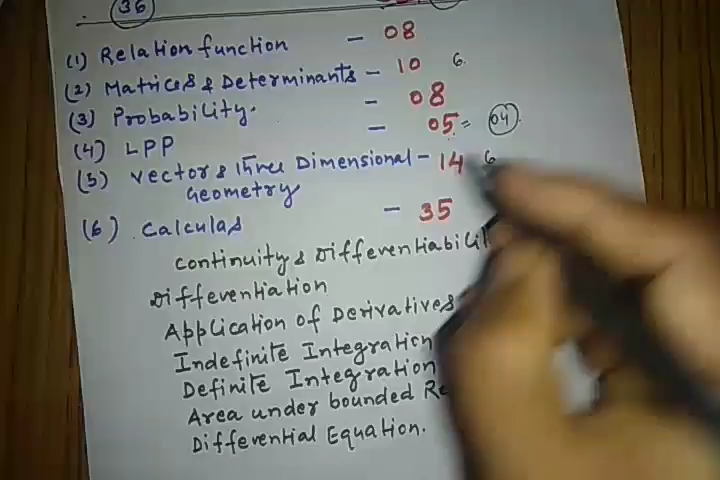 36
(1) Relation function - 08
(2) Matrices & Determinants - 10 6.
(3) Probability. - 08
(4) LPP - 05 = 04
(5) Vector & Three Dimensional - 14 6
Geometry
(6) Calculas - 35
Continuity & Differentiabil
Differentiation
Application of Derivatives
Indefinite Integration
Definite Integration
Area under bounded Re
Differential Equation.